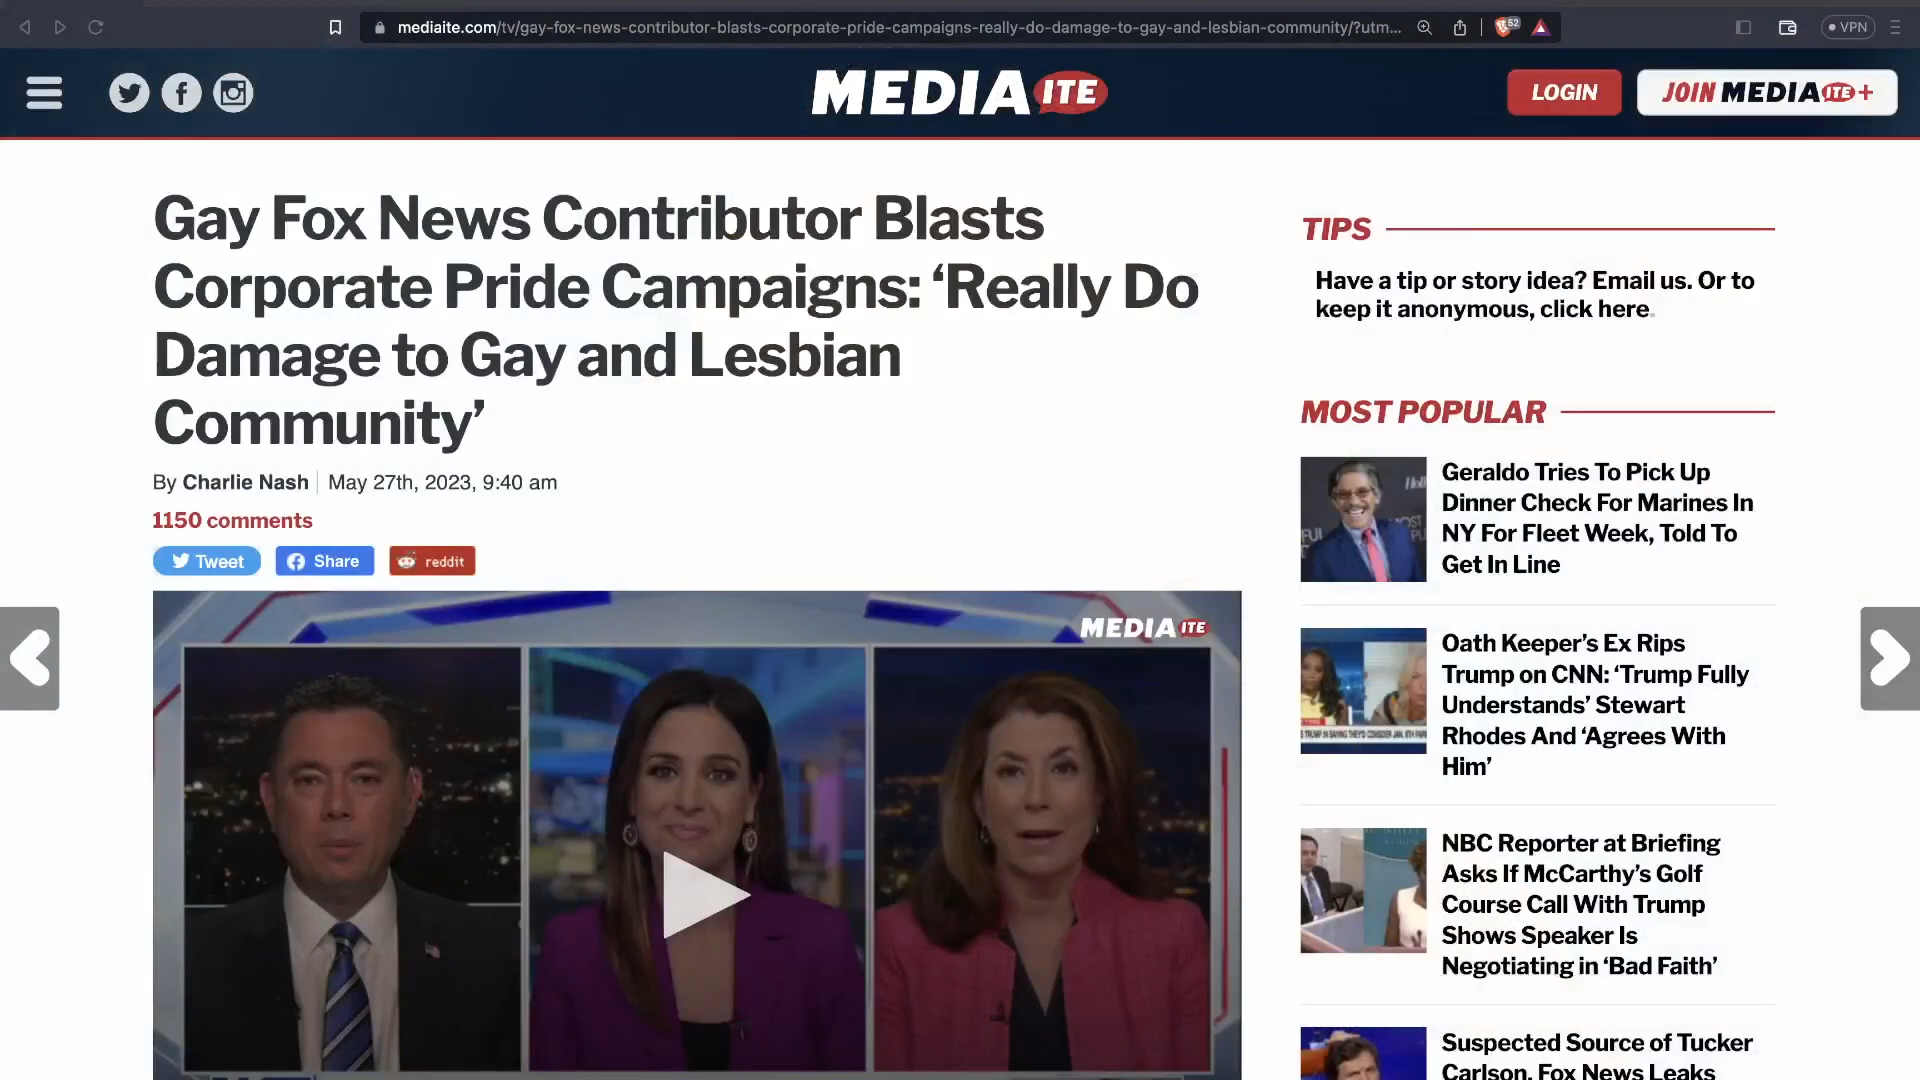 mediaite.com/tv/gay-fox-news-contributor-blasts-corporate-pride-campaigns-really-do-damage-to-gay-and-lesbian-community/?utm...
52
VPN
MEDIAITE
LOGIN
JOIN MEDIAITE+
Gay Fox News Contributor Blasts
Corporate Pride Campaigns: ‘Really Do
Damage to Gay and Lesbian
Community’
By Charlie Nash | May 27th, 2023, 9:40 am
1150 comments
Tweet
Share
reddit
MEDIAITE
TIPS
Have a tip or story idea? Email us. Or to
keep it anonymous, click here.
MOST POPULAR
Geraldo Tries To Pick Up
Dinner Check For Marines In
NY For Fleet Week, Told To
Get In Line
Oath Keeper’s Ex Rips
Trump on CNN: ‘Trump Fully
Understands’ Stewart
Rhodes And ‘Agrees With
Him’
NBC Reporter at Briefing
Asks If McCarthy’s Golf
Course Call With Trump
Shows Speaker Is
Negotiating in ‘Bad Faith’
Suspected Source of Tucker
Carlson, Fox News Leaks